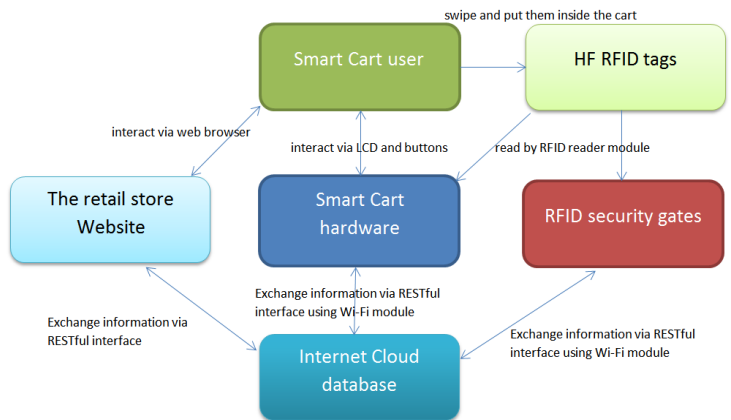 swipe and put them inside the cart
Smart Cart user
HF RFID tags
interact via web browser
interact via LCD and buttons
read by RFID reader module
The retail store
Website
Smart Cart
hardware
RFID security gates
Exchange information via RESTful
interface using Wi-Fi module
Exchange information via
RESTful interface
Exchange information via RESTful
interface using Wi-Fi module
Internet Cloud
database